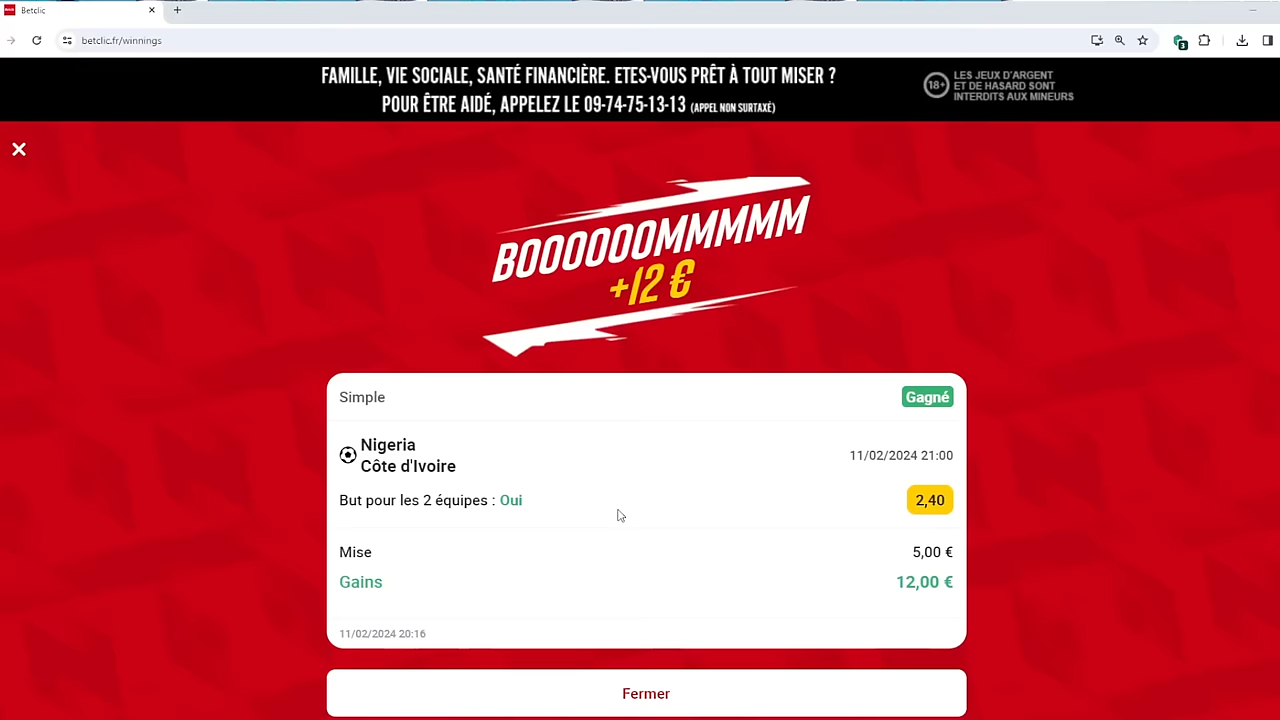 Betclic
betclic.fr/winnings
3
FAMILLE, VIE SOCIALE, SANTÉ FINANCIÈRE. ETES-VOUS PRÊT À TOUT MISER ?
POUR ÊTRE AIDÉ, APPELEZ LE 09-74-75-13-13 (APPEL NON SURTAXÉ)
18+
LES JEUX D'ARGENT
ET DE HASARD SONT
INTERDITS AUX MINEURS
BOOOOOOMMMMM
+12 €
Simple
Gagné
Nigeria
Côte d'Ivoire
11/02/2024 21:00
But pour les 2 équipes : Oui
2,40
Mise
5,00 €
Gains
12,00 €
11/02/2024 20:16
Fermer